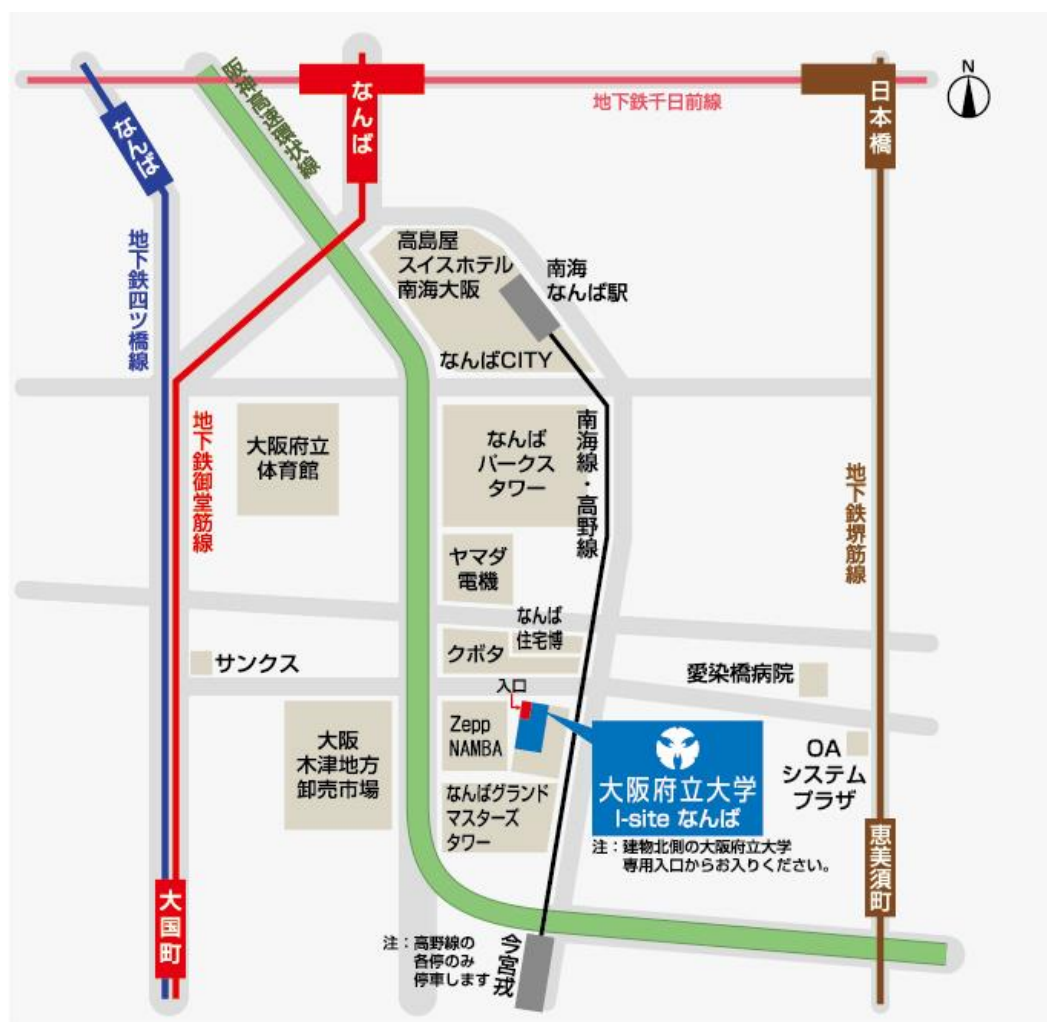 N
なんば
阪神高速環状線
なんば
地下鉄千日前線
日本橋
地下鉄四ツ橋線
高島屋
スイスホテル
南海大阪
南海
なんば駅
なんばCITY
地下鉄御堂筋線
大阪府立
体育館
なんば
パークス
タワー
南海線・高野線
地下鉄堺筋線
ヤマダ
電機
なんば
住宅博
クボタ
サンクス
愛染橋病院
入口
Zepp
NAMBA
大阪
木津地方
卸売市場
大阪府立大学
I-site なんば
OA
システム
プラザ
なんばグランド
マスターズ
タワー
注：建物北側の大阪府立大学
専用入口からお入りください。
恵美須町
大国町
注：高野線の
各停のみ
停車します
今宮戎